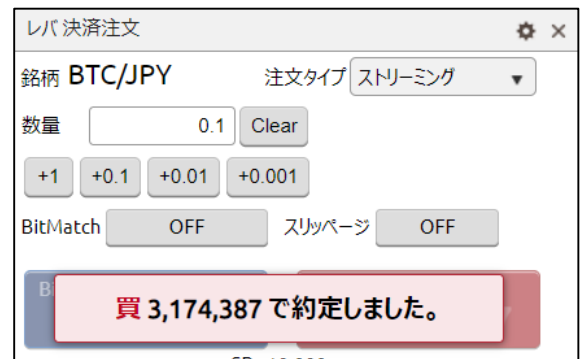 レバ 決済注文
銘柄 BTC/JPY 注文タイプ ストリーミング
数量 0.1 Clear
+1 +0.1 +0.01 +0.001
BitMatch OFF スリッページ OFF
買 3,174,387 で約定しました。